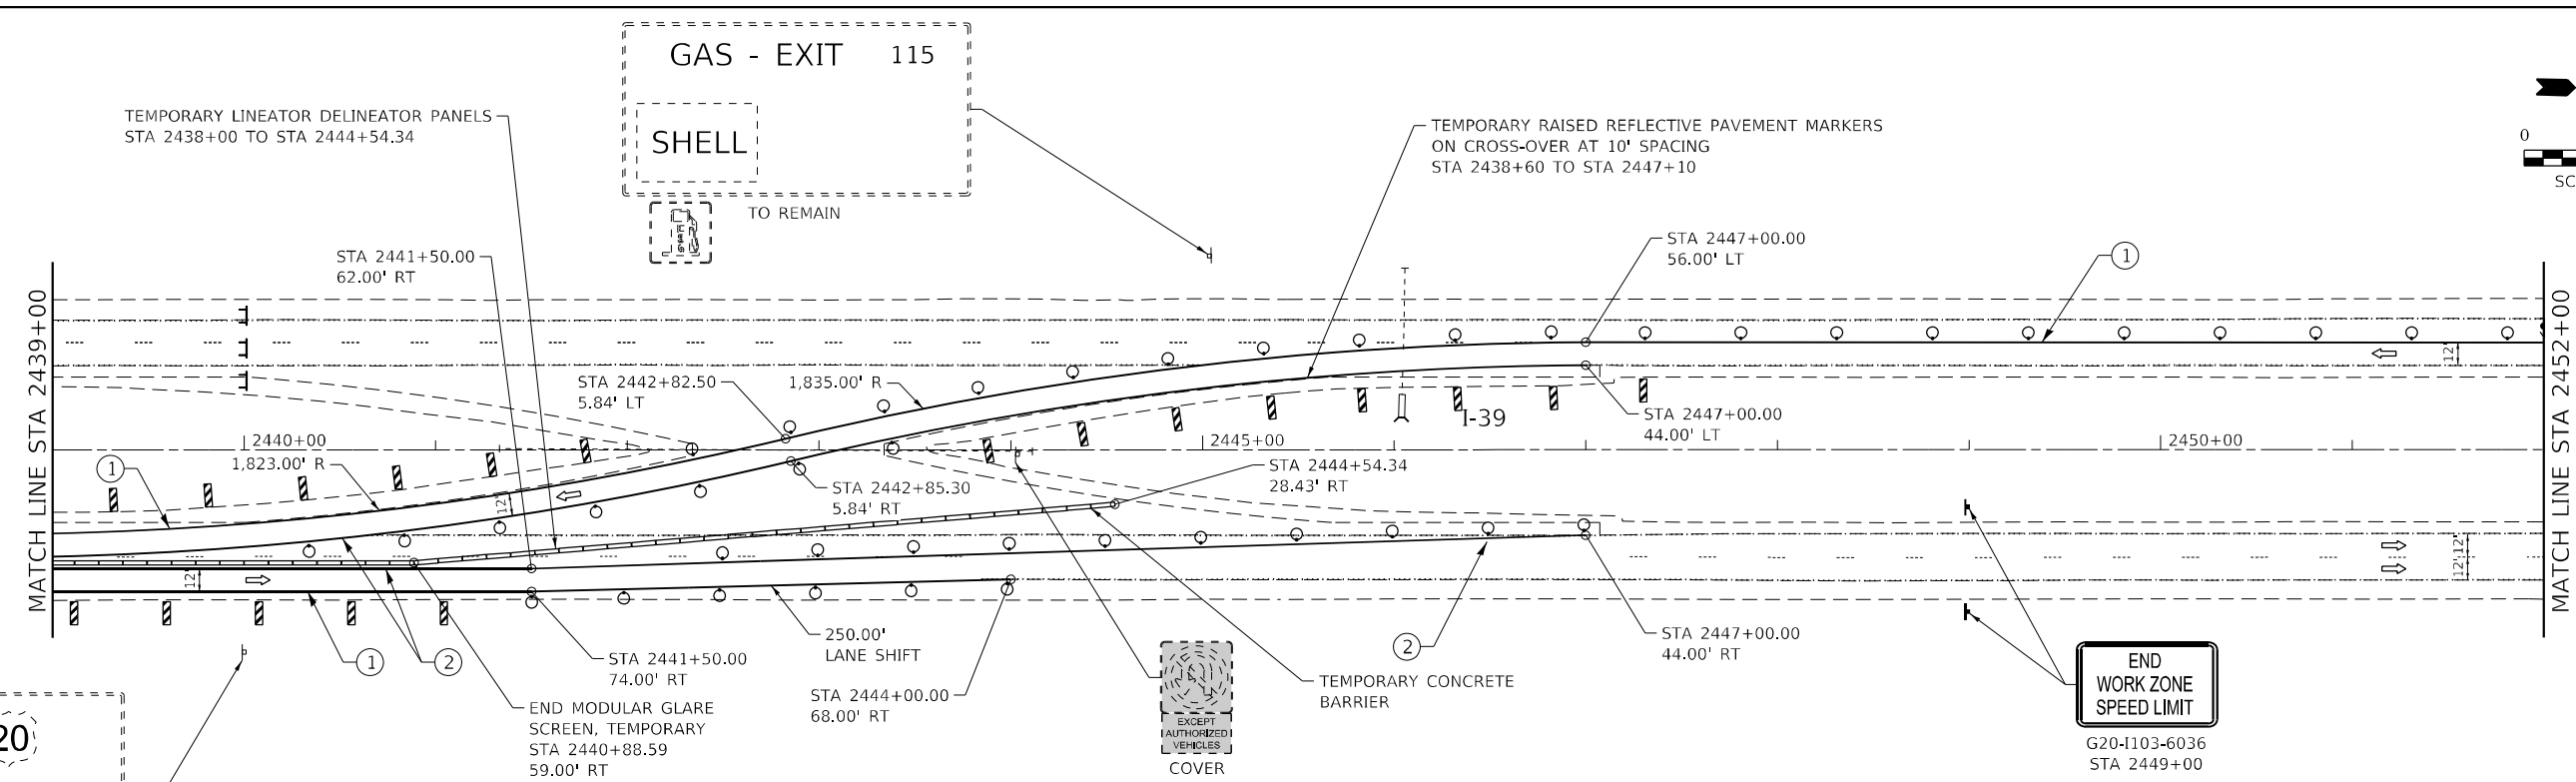 GAS - EXIT 115
SHELL
TO REMAIN
TEMPORARY LINEATOR DELINEATOR PANELS
STA 2438+00 TO STA 2444+54.34
TEMPORARY RAISED REFLECTIVE PAVEMENT MARKERS
ON CROSS-OVER AT 10' SPACING
STA 2438+60 TO STA 2447+10
0
SC
STA 2441+50.00
62.00' RT
STA 2447+00.00
56.00' LT
1
MATCH LINE STA 2439+00
MATCH LINE STA 2452+00
STA 2442+82.50
5.84' LT
1,835.00' R
12'
I-39
STA 2447+00.00
44.00' LT
2440+00
2445+00
2450+00
1
1,823.00' R
12'
STA 2444+54.34
28.43' RT
STA 2442+85.30
5.84' RT
12'
12'
12'
1
2
STA 2441+50.00
74.00' RT
250.00'
LANE SHIFT
STA 2444+00.00
68.00' RT
2
STA 2447+00.00
44.00' RT
TEMPORARY CONCRETE
BARRIER
END MODULAR GLARE
SCREEN, TEMPORARY
STA 2440+88.59
59.00' RT
EXCEPT
AUTHORIZED
VEHICLES
COVER
END
WORK ZONE
SPEED LIMIT
G20-I103-6036
STA 2449+00
20